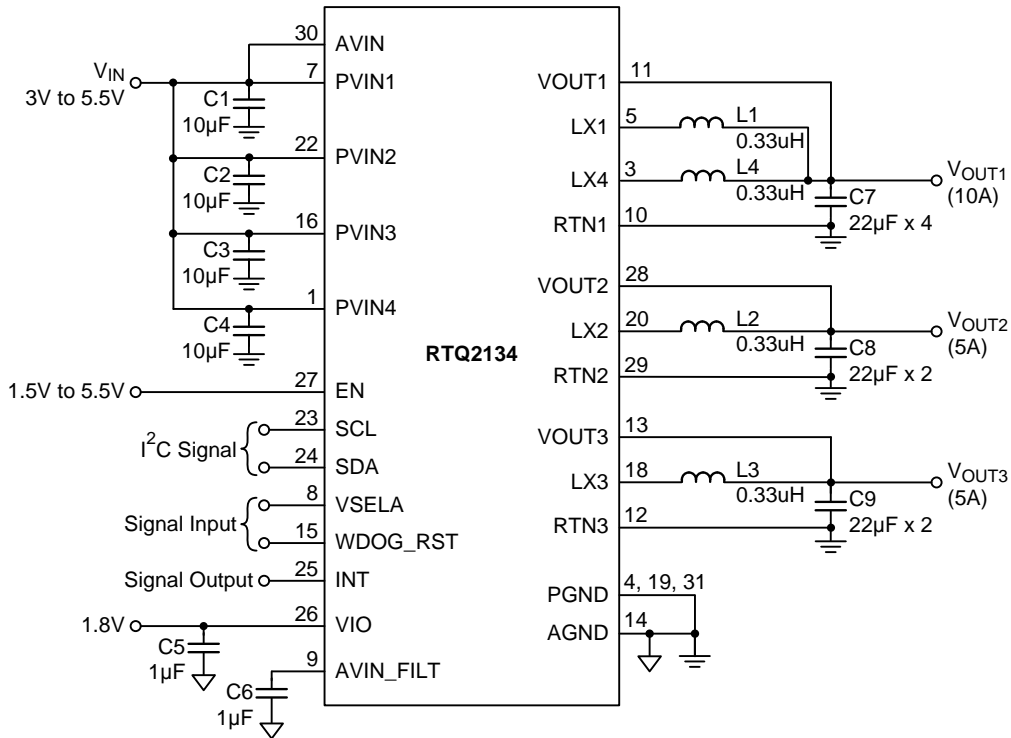 30
AVIN
V_IN
3V to 5.5V
7
PVIN1
C1
10µF
22
PVIN2
C2
10µF
16
PVIN3
C3
10µF
1
PVIN4
C4
10µF
RTQ2134
1.5V to 5.5V
27
EN
I²C Signal
23
SCL
24
SDA
Signal Input
8
VSELA
15
WDOG_RST
Signal Output
25
INT
1.8V
26
VIO
C5
1µF
9
AVIN_FILT
C6
1µF
VOUT1
11
LX1
5
L1
0.33uH
LX4
3
L4
0.33uH
V_OUT1
(10A)
C7
22µF x 4
RTN1
10
VOUT2
28
LX2
20
L2
0.33uH
V_OUT2
(5A)
C8
22µF x 2
RTN2
29
VOUT3
13
LX3
18
L3
0.33uH
V_OUT3
(5A)
C9
22µF x 2
RTN3
12
PGND
4, 19, 31
AGND
14